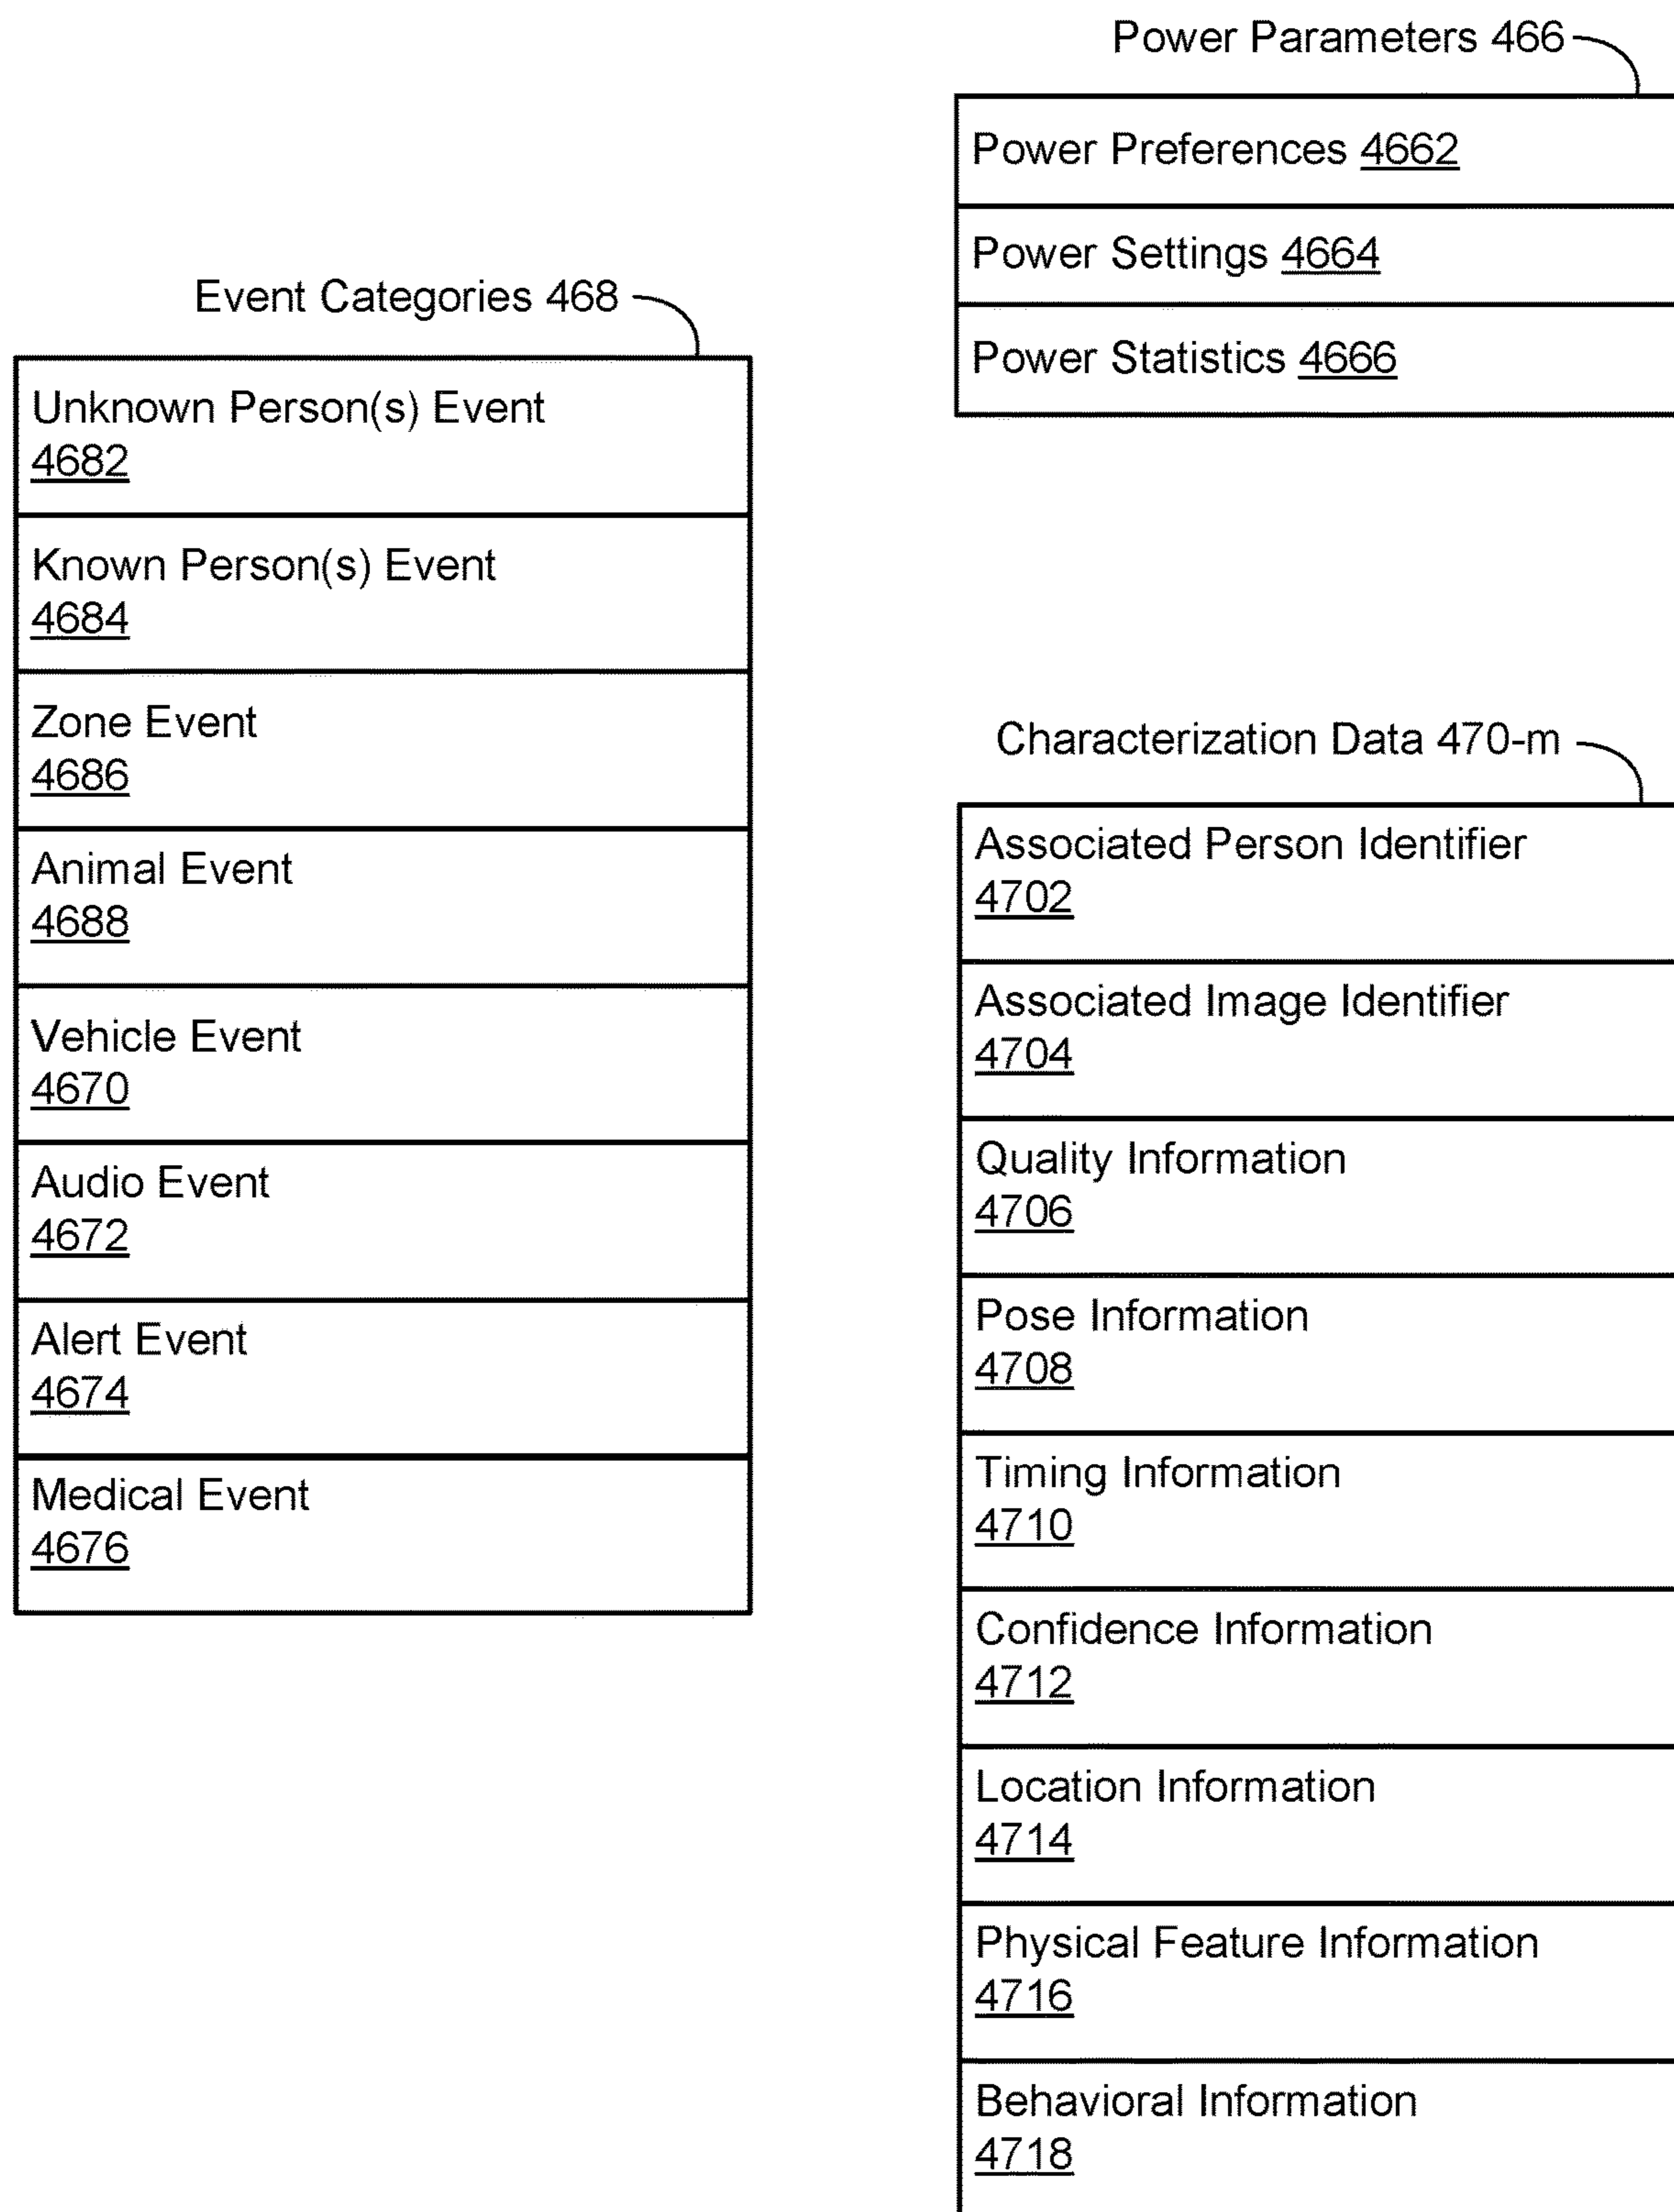 Power Parameters 466
Power Preferences 4662
Power Settings 4664
Power Statistics 4666
Event Categories 468
Unknown Person(s) Event
4682
Known Person(s) Event
4684
Zone Event
4686
Animal Event
4688
Vehicle Event
4670
Audio Event
4672
Alert Event
4674
Medical Event
4676
Characterization Data 470-m
Associated Person Identifier
4702
Associated Image Identifier
4704
Quality Information
4706
Pose Information
4708
Timing Information
4710
Confidence Information
4712
Location Information
4714
Physical Feature Information
4716
Behavioral Information
4718